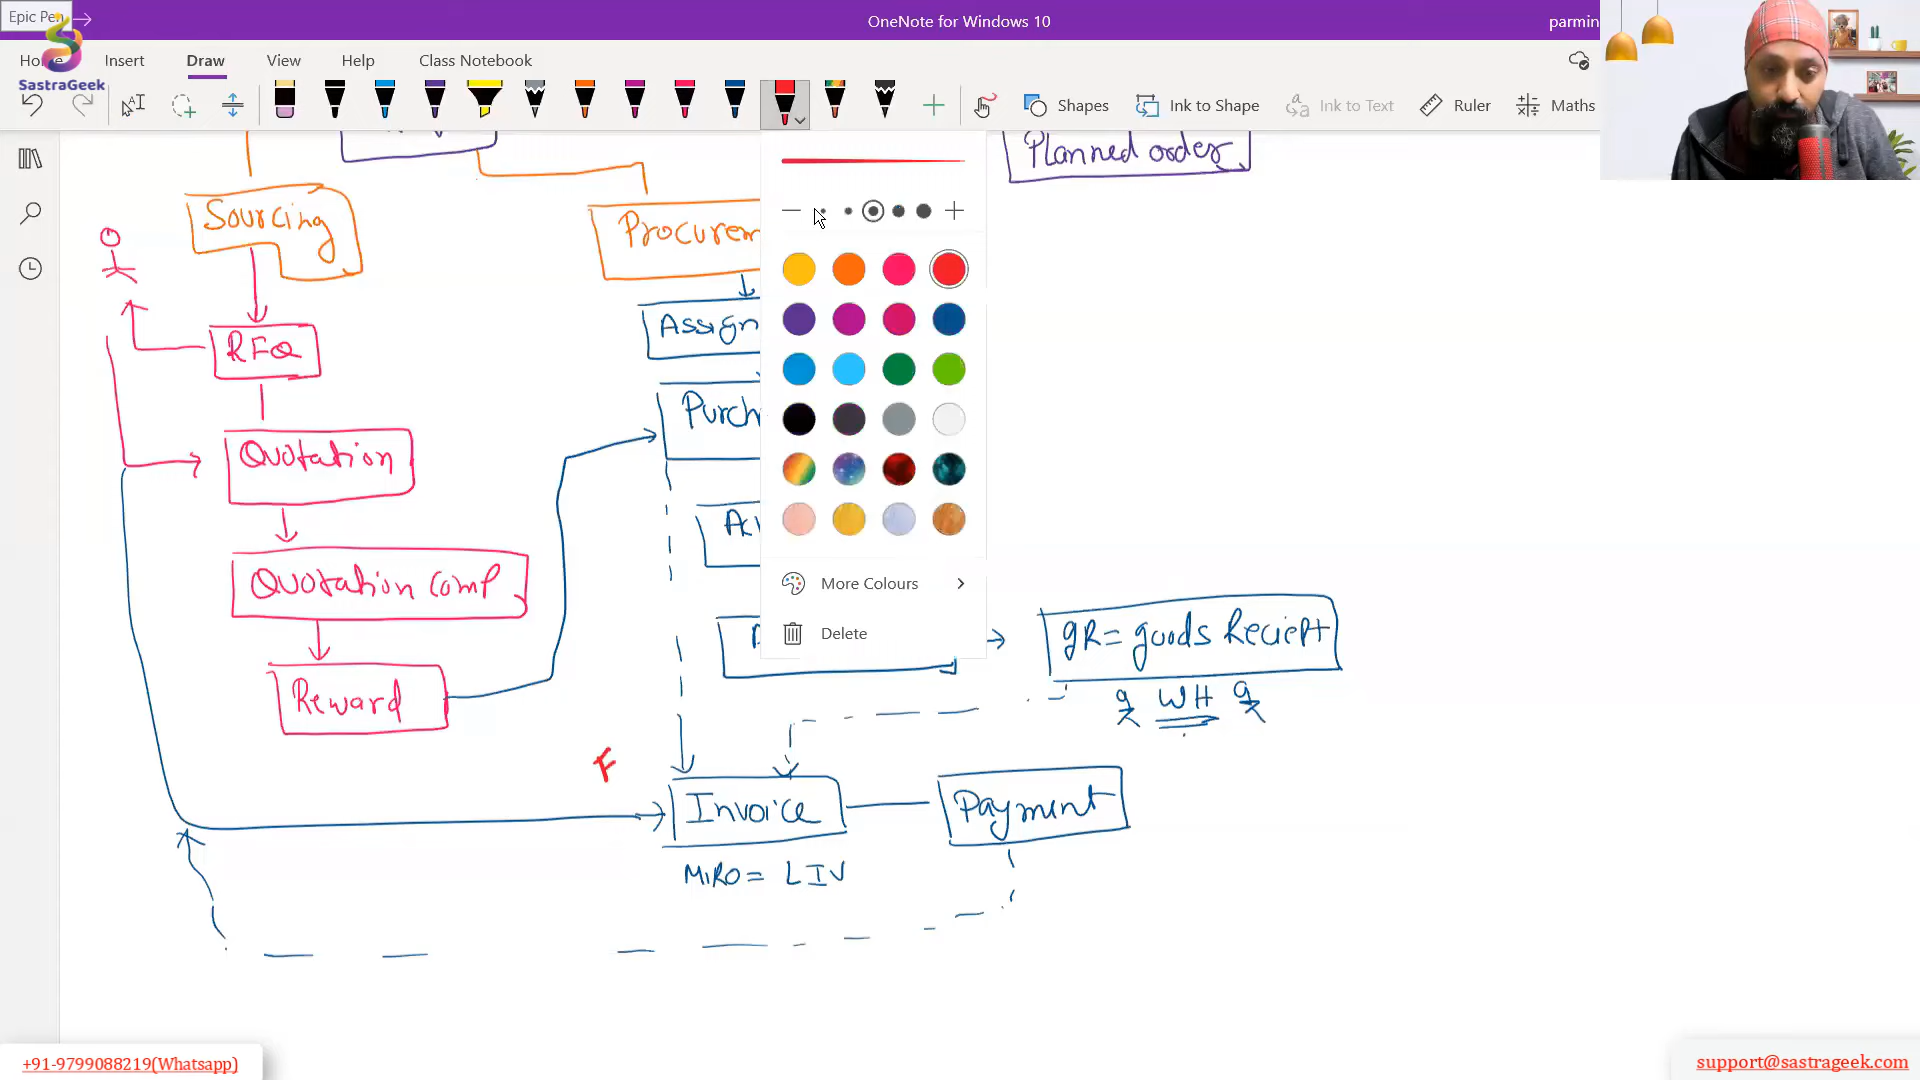 Epic Pen
OneNote for Windows 10
parmin
SastraGeek
Home
Insert
Draw
View
Help
Class Notebook
Shapes
Ink to Shape
Ink to Text
Ruler
Maths
Planned order
Sourcing
Procurem
RFQ
Assign
Purch
Quotation
Quotation Comp
More Colours
Delete
GR = goods Reciept
WH
Reward
F
Invoice
Payment
MIRO = LIV
+91-9799088219(Whatsapp)
support@sastrageek.com